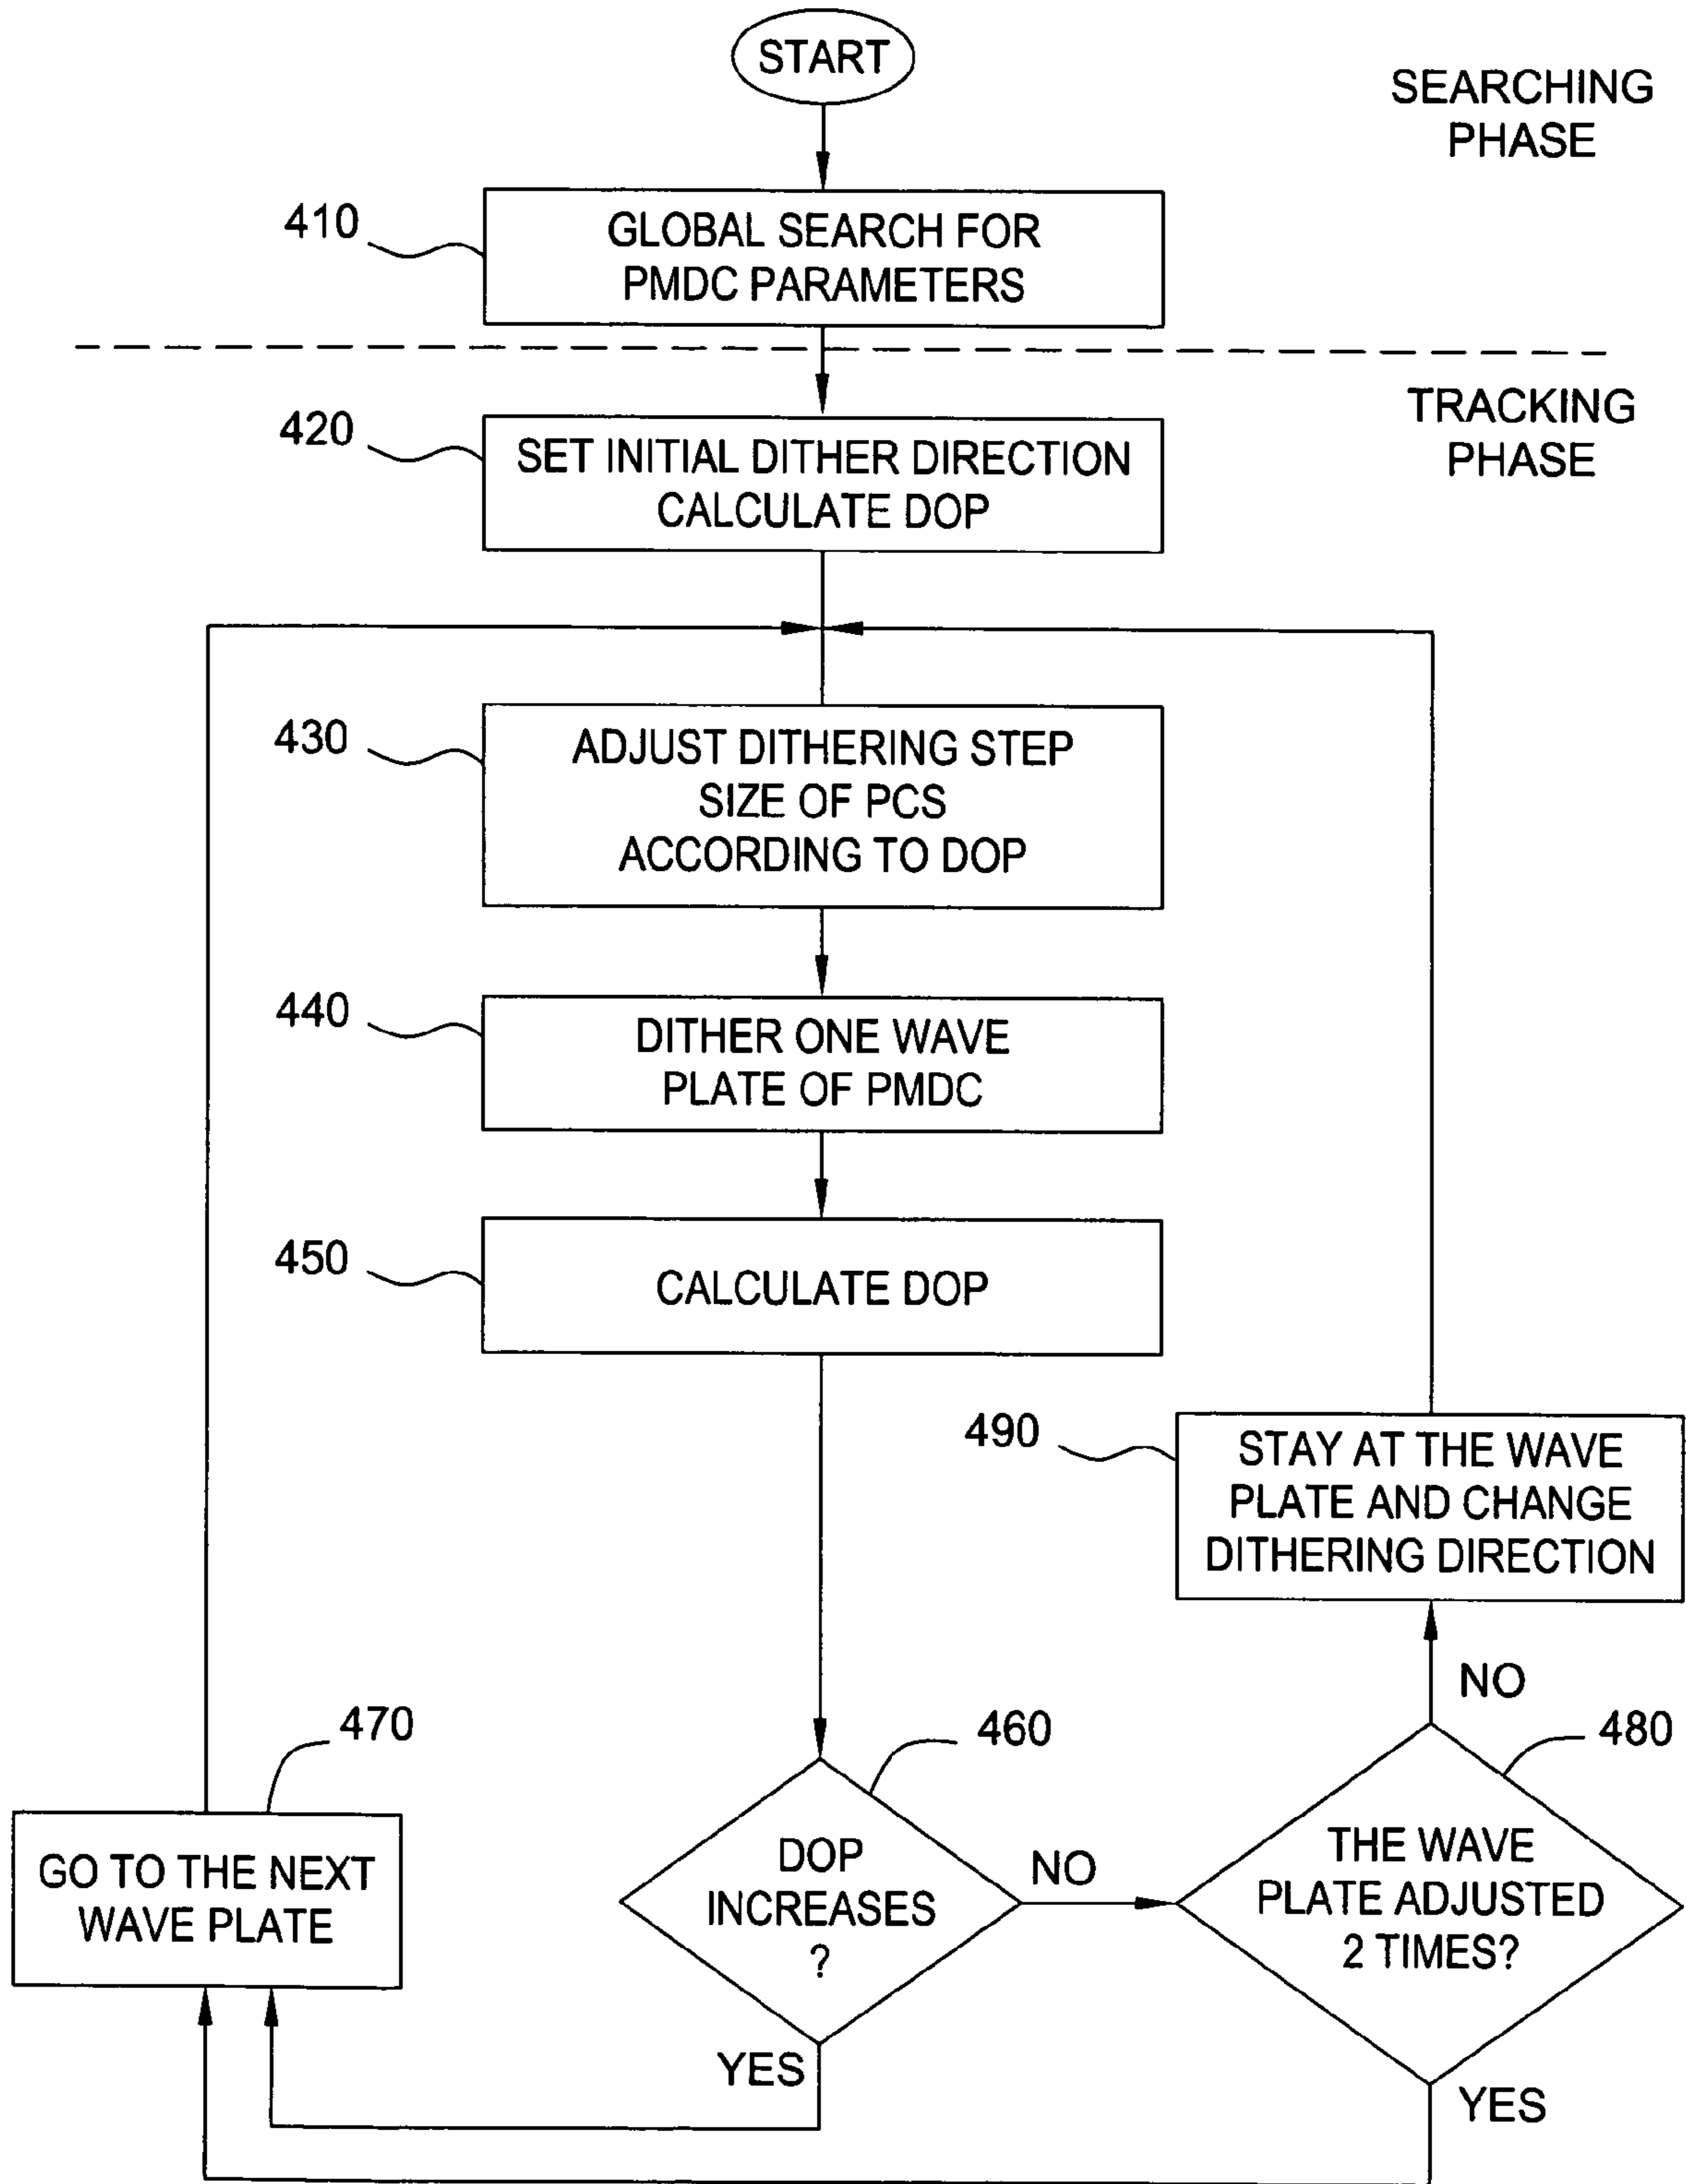 START
SEARCHING
PHASE
410
GLOBAL SEARCH FOR
PMDC PARAMETERS
TRACKING
PHASE
420
SET INITIAL DITHER DIRECTION
CALCULATE DOP
430
ADJUST DITHERING STEP
SIZE OF PCS
ACCORDING TO DOP
440
DITHER ONE WAVE
PLATE OF PMDC
450
CALCULATE DOP
490
STAY AT THE WAVE
PLATE AND CHANGE
DITHERING DIRECTION
NO
470
460
480
GO TO THE NEXT
WAVE PLATE
DOP
INCREASES
?
NO
THE WAVE
PLATE ADJUSTED
2 TIMES?
YES
YES